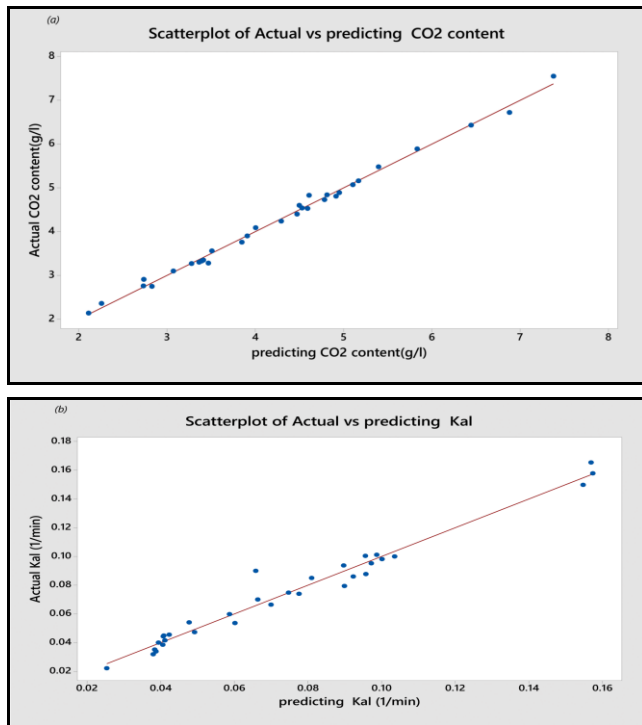 (a)
Scatterplot of Actual vs predicting CO2 content
8
7
6
5
4
3
2
Actual CO2 content(g/l)
2 3 4 5 6 7 8
predicting CO2 content(g/l)
(b)
Scatterplot of Actual vs predicting Kal
0.18
0.16
0.14
0.12
0.10
0.08
0.06
0.04
0.02
Actual Kal (1/min)
0.02 0.04 0.06 0.08 0.10 0.12 0.14 0.16
predicting Kal (1/min)